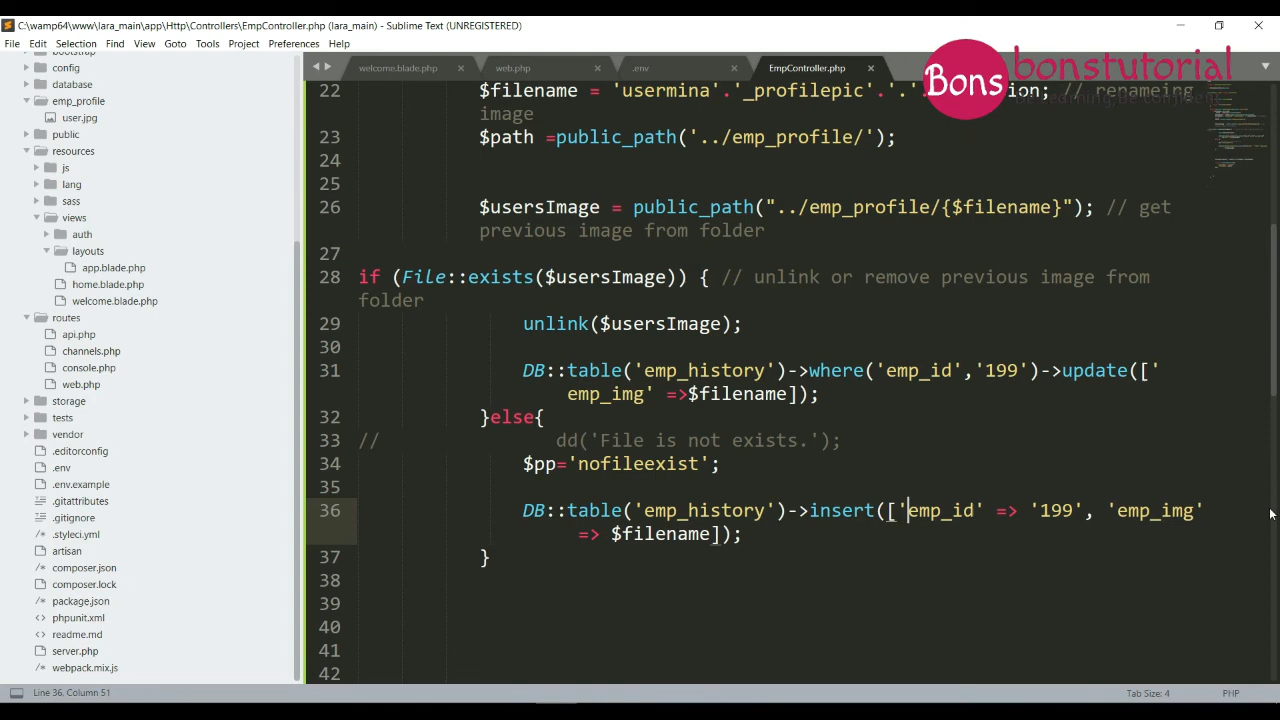 C:\wamp64\www\lara_main\app\Http\Controllers\EmpController.php (lara_main) - Sublime Text (UNREGISTERED)
File Edit Selection Find View Goto Tools Project Preferences Help
welcome.blade.php × web.php × .env × EmpController.php ×
Bons bonstutorial
bootstrap
config
database
emp_profile
user.jpg
public
resources
js
lang
sass
views
auth
layouts
app.blade.php
home.blade.php
welcome.blade.php
routes
api.php
channels.php
console.php
web.php
storage
tests
vendor
.editorconfig
.env
.env.example
.gitattributes
.gitignore
.styleci.yml
artisan
composer.json
composer.lock
package.json
phpunit.xml
readme.md
server.php
webpack.mix.js
22 $filename = 'usermina'.'_profilepic'.'.' on; // renameing
image
23 $path =public_path('../emp_profile/');
24
25
26 $usersImage = public_path("../emp_profile/{$filename}"); // get
previous image from folder
27
28 if (File::exists($usersImage)) { // unlink or remove previous image from
folder
29 unlink($usersImage);
30
31 DB::table('emp_history')->where('emp_id','199')->update(['
emp_img' =>$filename]);
32 }else{
33 // dd('File is not exists.');
34 $pp='nofileexist';
35
36 DB::table('emp_history')->insert(['emp_id' => '199', 'emp_img'
=> $filename]);
37 }
38
39
40
41
42
Line 36, Column 51 Tab Size: 4 PHP